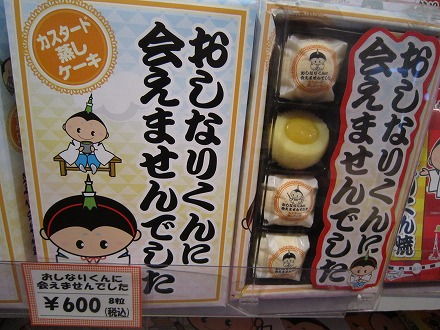 カスタード
蒸し
ケーキ
おしなりくんに
会えませんでした
おしなりくんに
会えませんでした
おしなりくんに
会えませんでした
¥600
8粒
(税込)